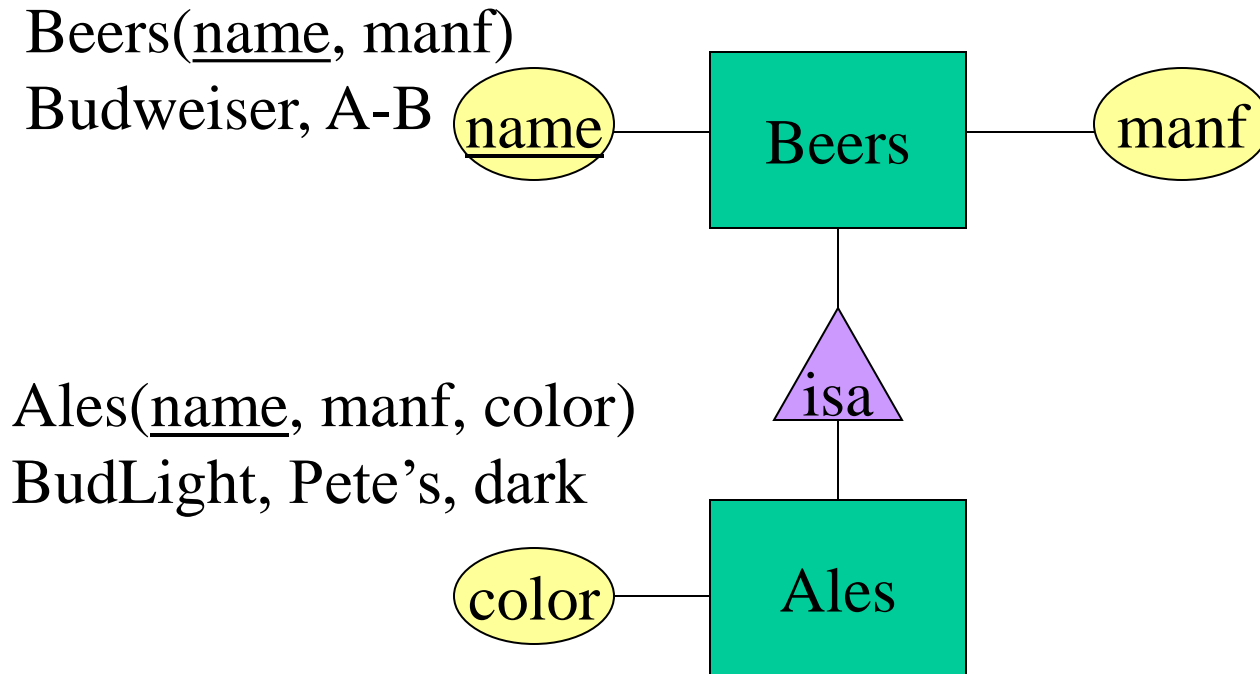 Beers(name, manf)
Budweiser, A-B
name
Beers
manf
isa
Ales(name, manf, color)
BudLight, Pete’s, dark
color
Ales